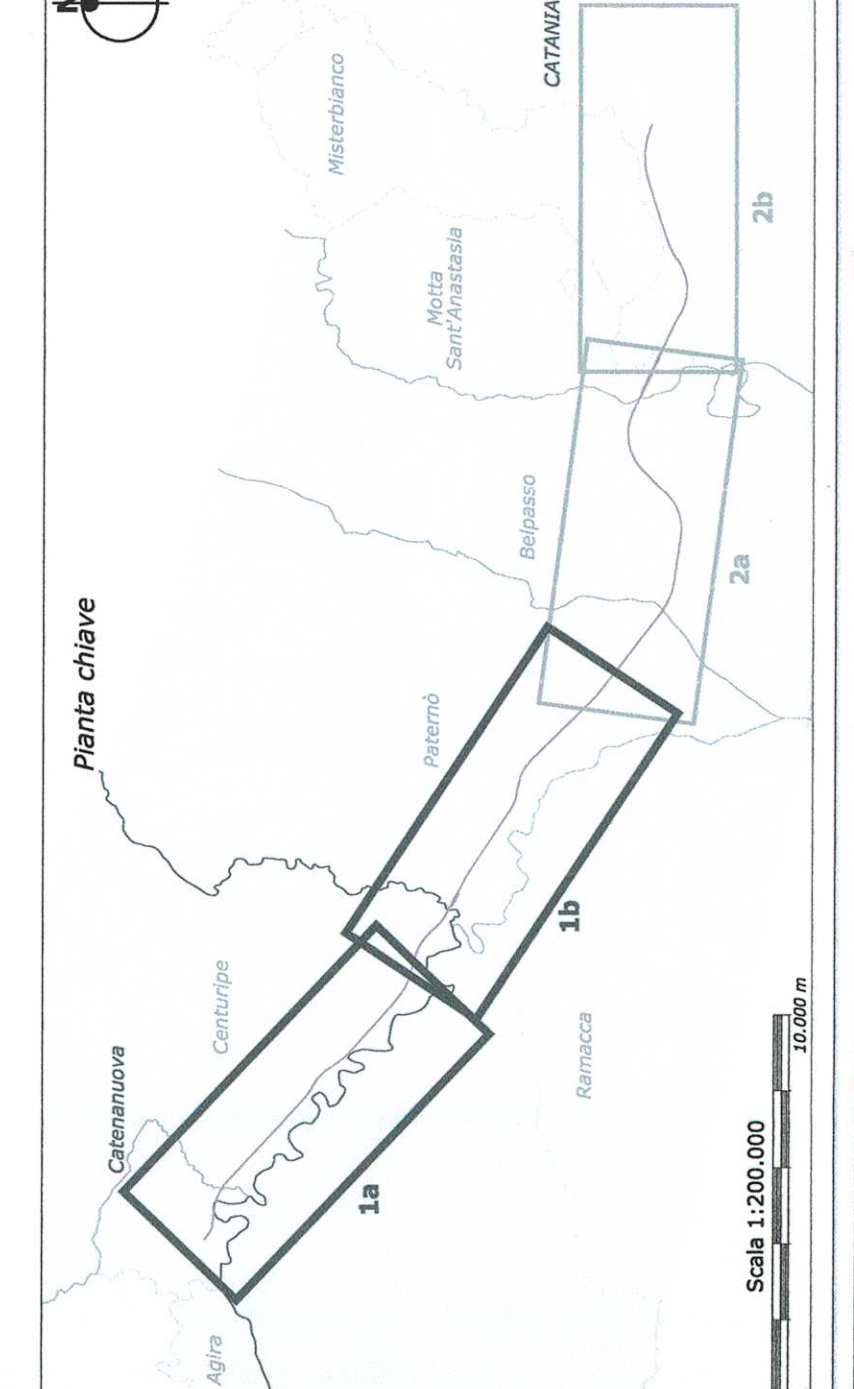 N
Pianta chiave
Agira
Catenanuova
Centuripe
Paternò
Belpasso
Motta
Sant'Anastasia
Misterbianco
CATANIA
Ramacca
1a
1b
2a
2b
Scala 1:200.000
10.000 m